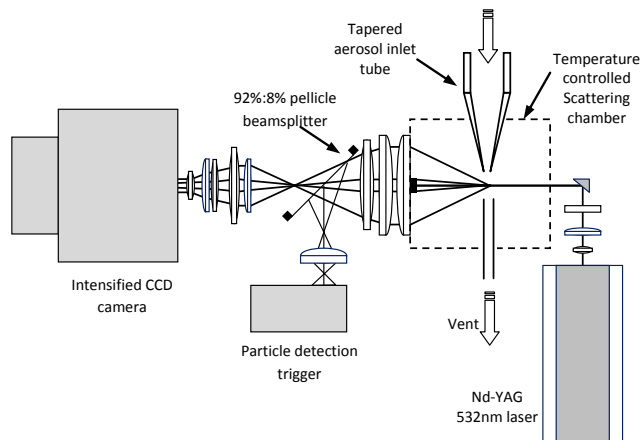 Tapered
aerosol inlet
tube
Temperature
controlled
Scattering
chamber
92%:8% pellicle
beamsplitter
Intensified CCD
camera
Particle detection
trigger
Vent
Nd-YAG
532nm laser